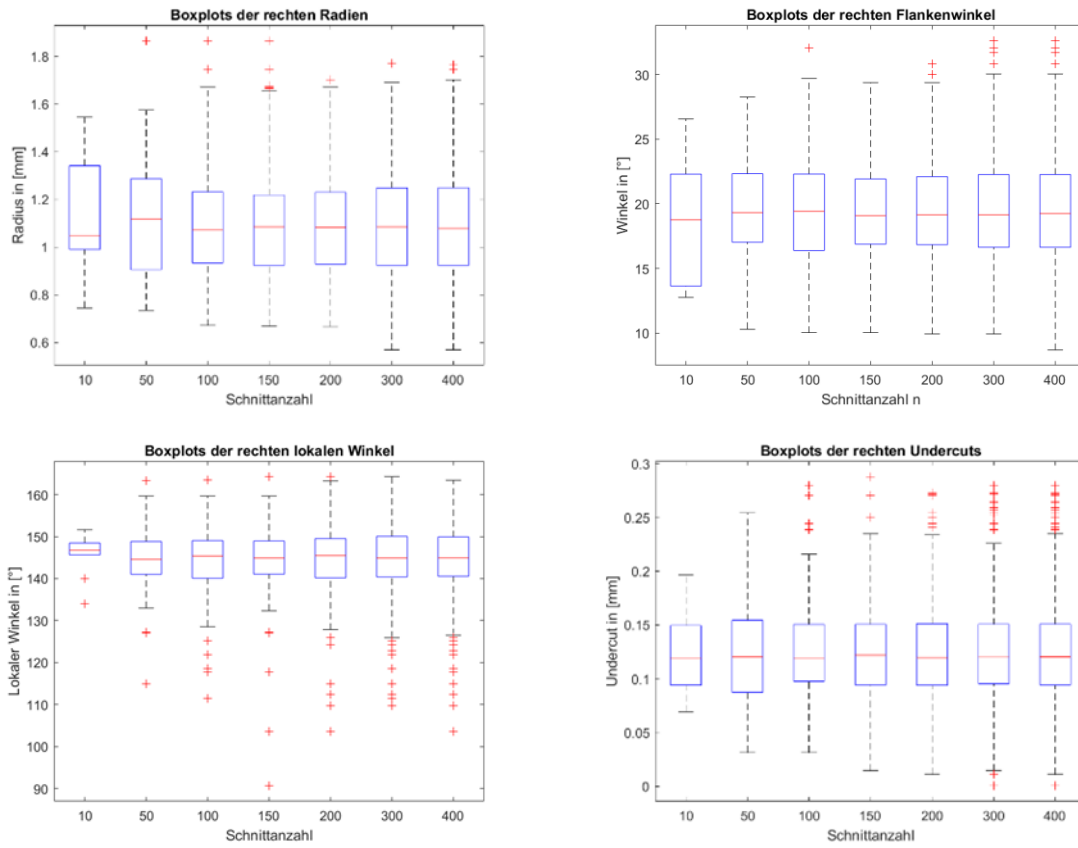 Boxplots der rechten Radien
1.8
1.6
1.4
1.2
1
0.8
0.6
Radius in [mm]
10 50 100 150 200 300 400
Schnittanzahl
Boxplots der rechten Flankenwinkel
30
25
20
15
10
Winkel in [°]
10 50 100 150 200 300 400
Schnittanzahl n
Boxplots der rechten lokalen Winkel
160
150
140
130
120
110
100
90
Lokaler Winkel in [°]
10 50 100 150 200 300 400
Schnittanzahl
Boxplots der rechten Undercuts
0.3
0.25
0.2
0.15
0.1
0.05
0
Undercut in [mm]
10 50 100 150 200 300 400
Schnittanzahl